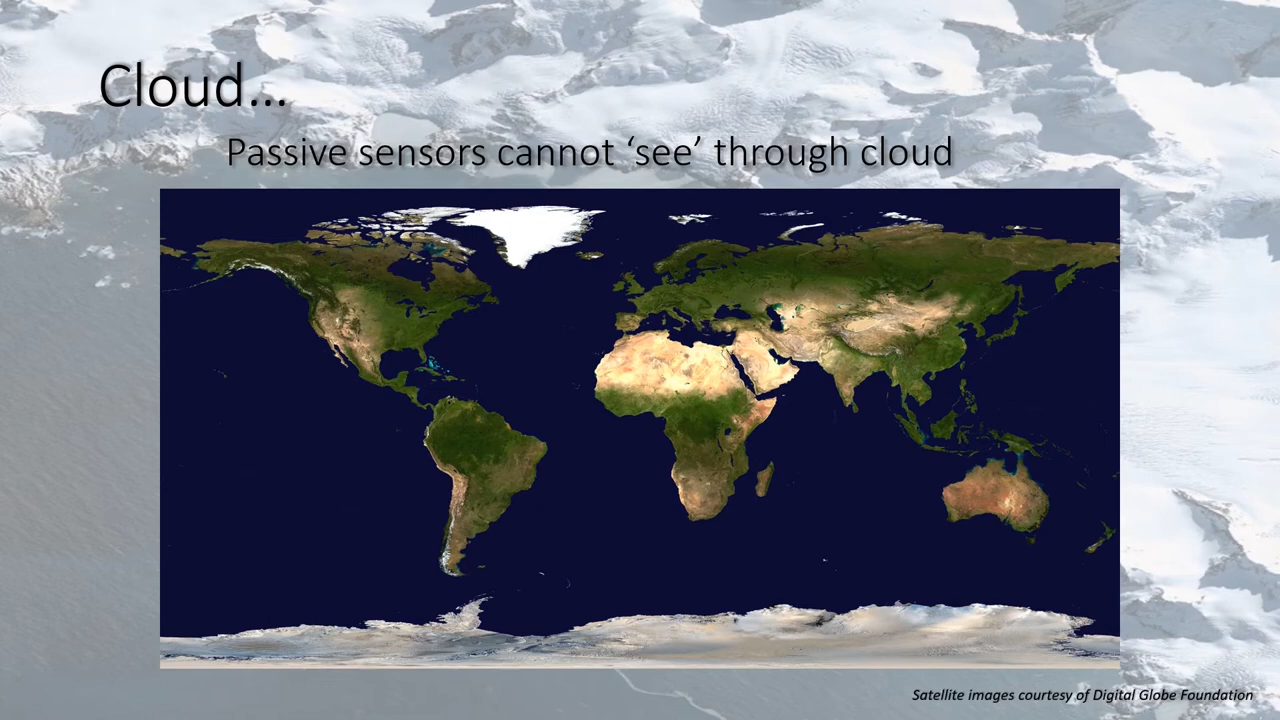 Cloud...
Passive sensors cannot ‘see’ through cloud
Satellite images courtesy of Digital Globe Foundation